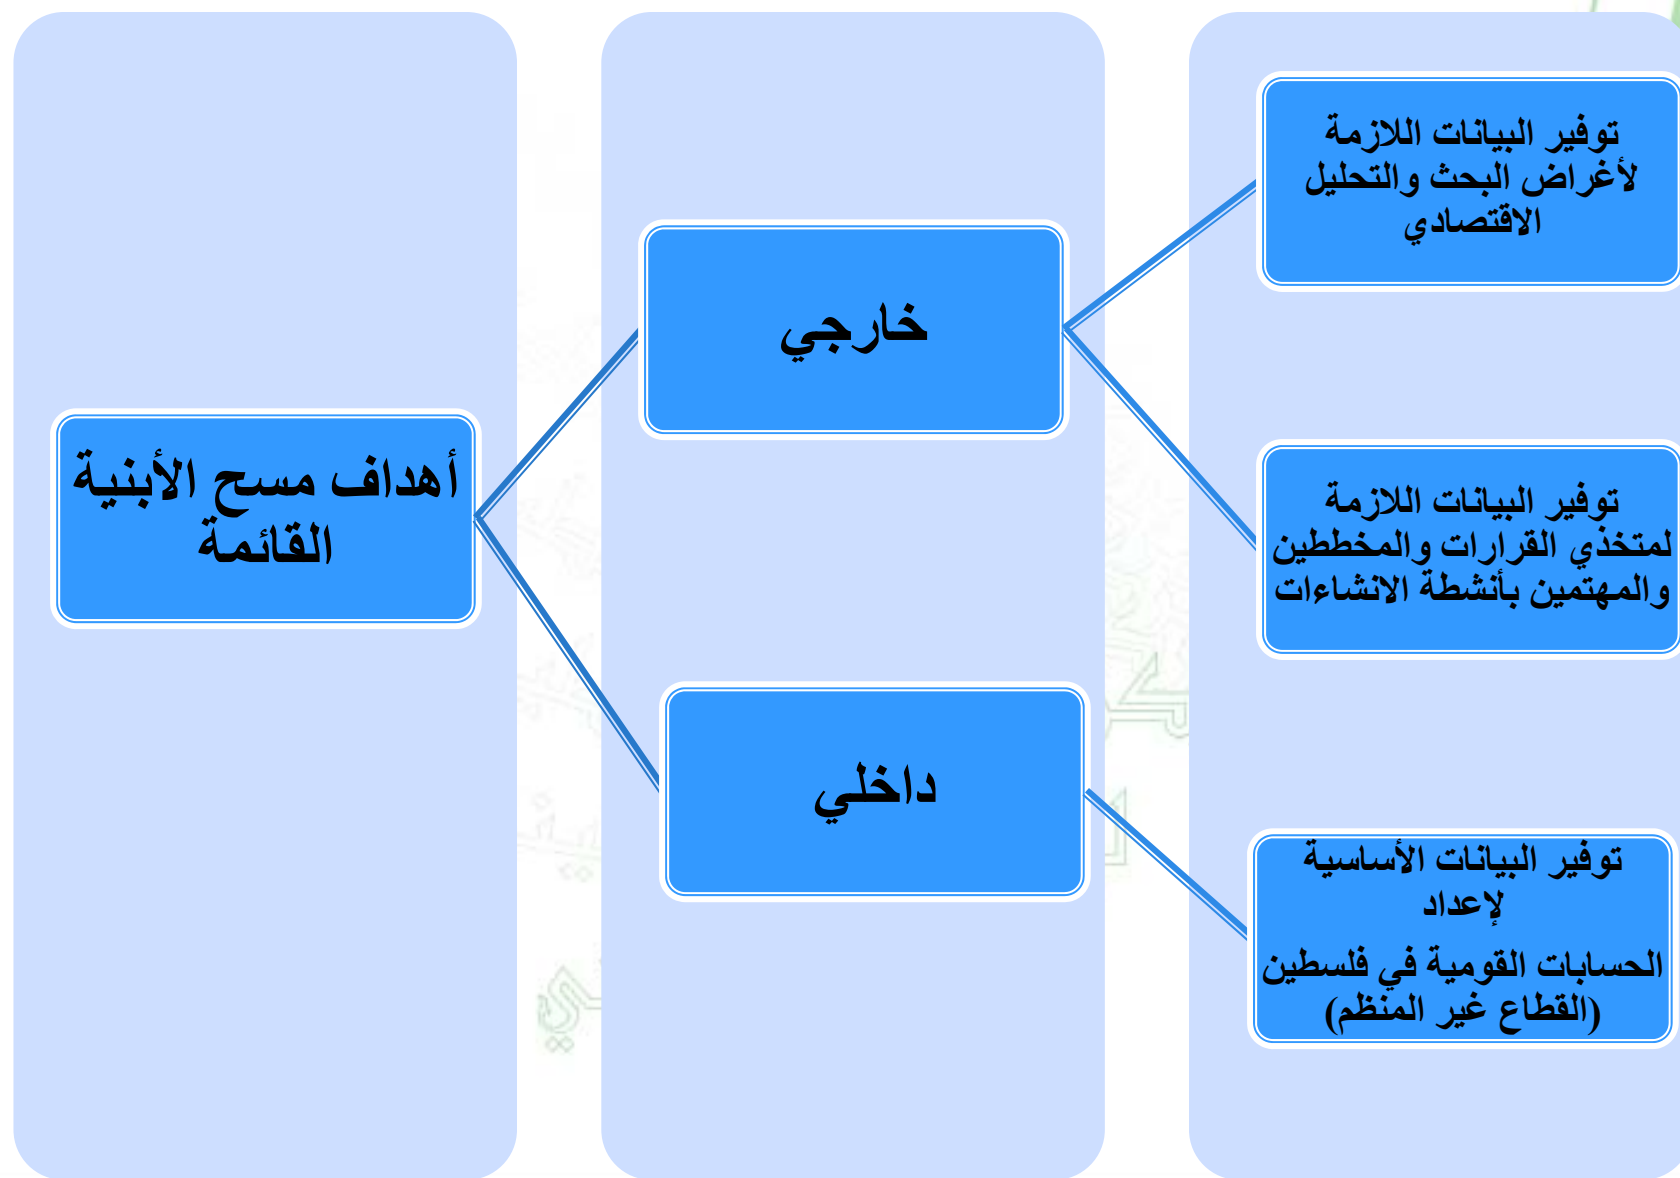 أهداف مسح الأبنية
القائمة
خارجي
داخلي
توفير البيانات اللازمة
لأغراض البحث والتحليل
الاقتصادي
توفير البيانات اللازمة
لمتخذي القرارات والمخططين
والمهتمين بأنشطة الانشاءات
توفير البيانات الأساسية
لإعداد
الحسابات القومية في فلسطين
(القطاع غير المنظم)